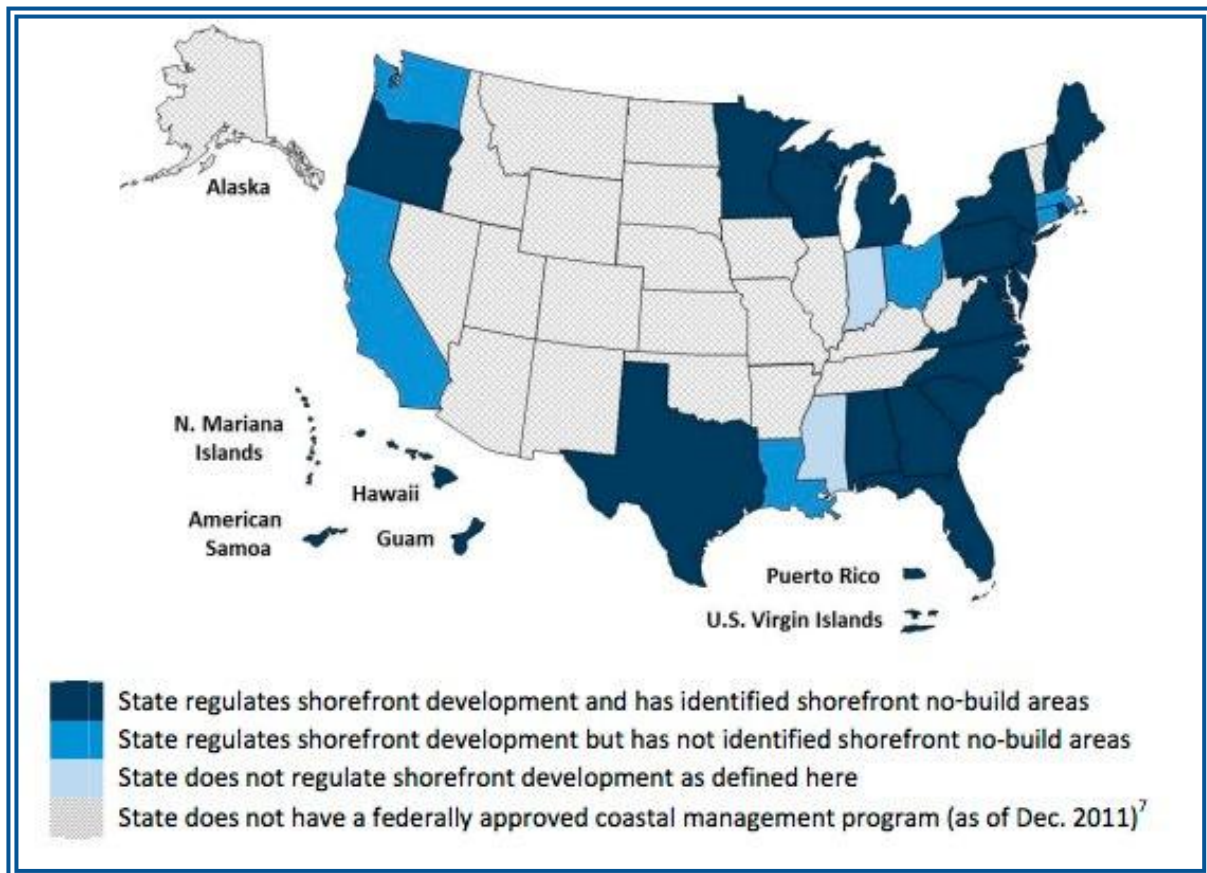 Alaska
N. Mariana
Islands
Hawaii
American
Samoa
Guam
Puerto Rico
U.S. Virgin Islands
State regulates shorefront development and has identified shorefront no-build areas
State regulates shorefront development but has not identified shorefront no-build areas
State does not regulate shorefront development as defined here
State does not have a federally approved coastal management program (as of Dec. 2011)7